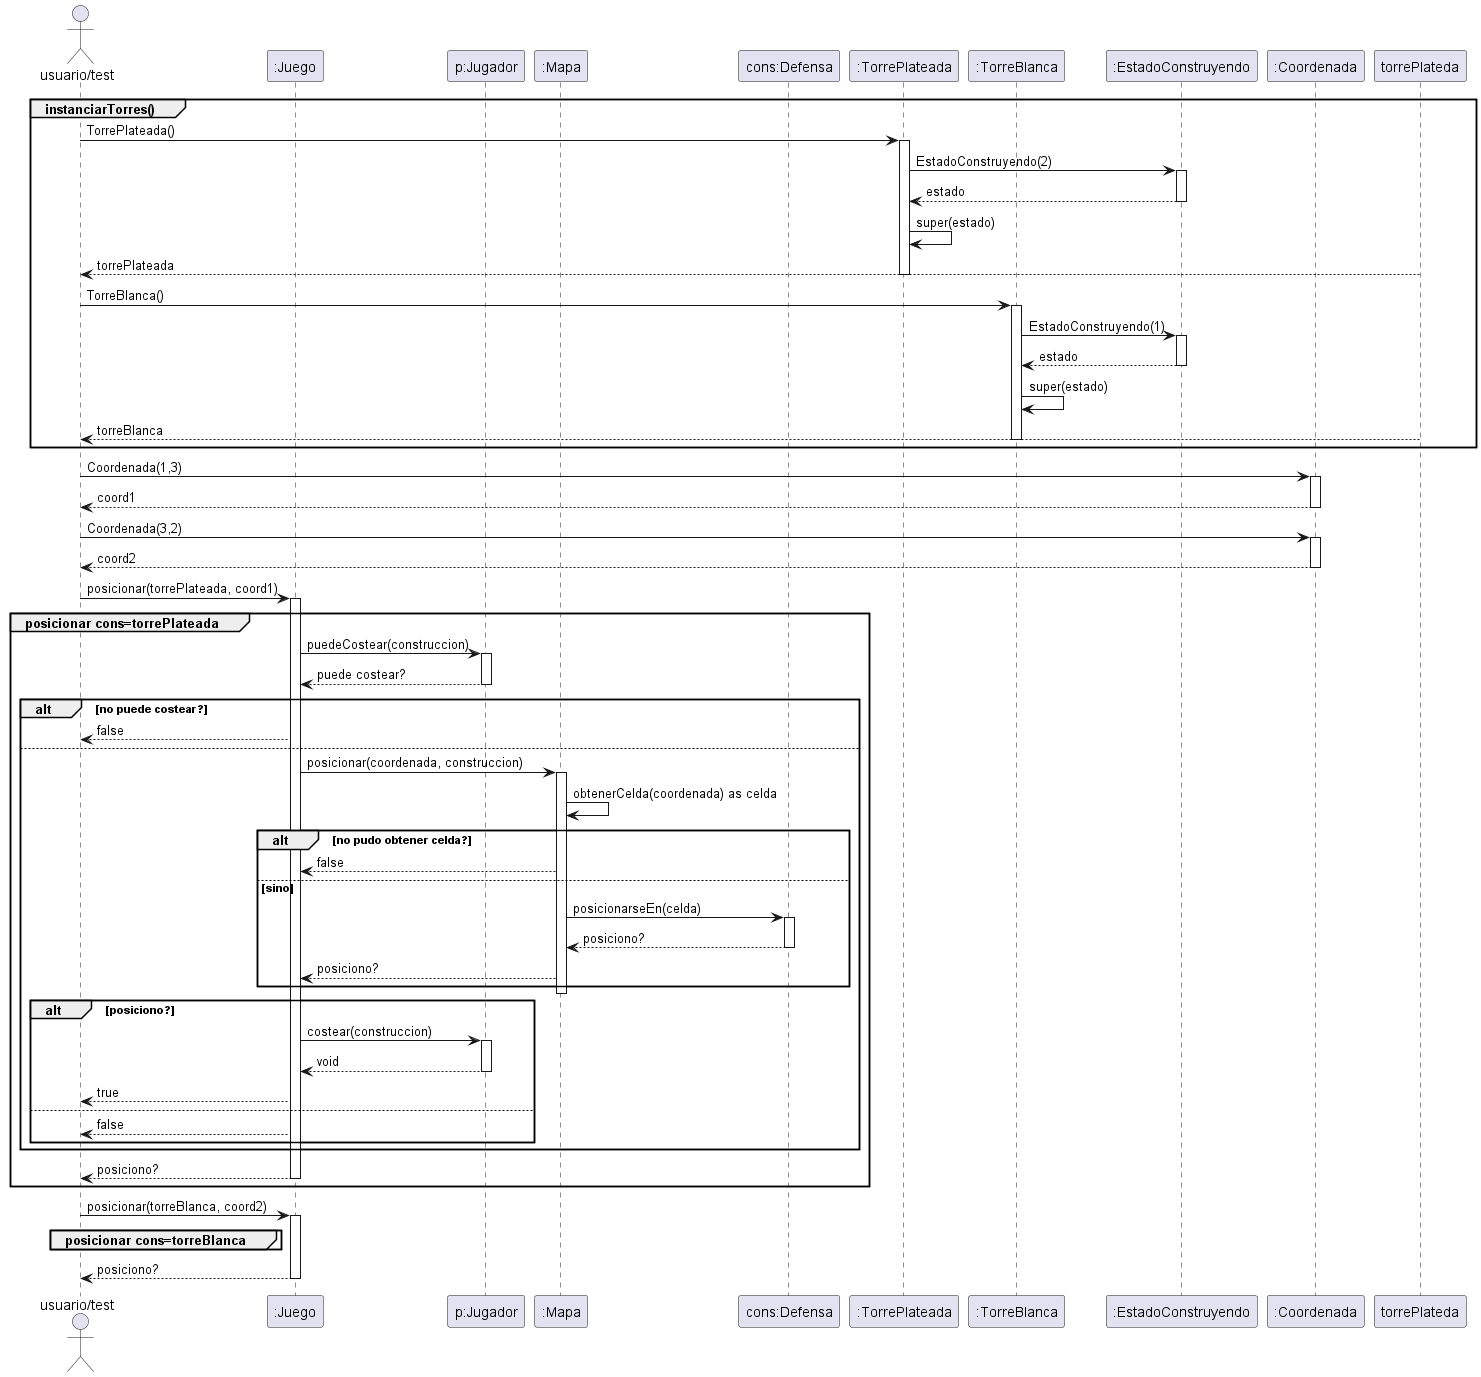 usuario/test
:Juego
p:Jugador
:Mapa
cons:Defensa
:TorrePlateada
:TorreBlanca
:EstadoConstruyendo
:Coordenada
torrePlateda
instanciarTorres()
TorrePlateada()
EstadoConstruyendo(2)
estado
super(estado)
torrePlateada
TorreBlanca()
EstadoConstruyendo(1)
estado
super(estado)
torreBlanca
Coordenada(1,3)
coord1
Coordenada(3,2)
coord2
posicionar(torrePlateada, coord1)
posicionar cons=torrePlateada
puedeCostear(construccion)
puede costear?
alt [no puede costear?]
false
posicionar(coordenada, construccion)
obtenerCelda(coordenada) as celda
alt [no pudo obtener celda?]
false
[sino]
posicionarseEn(celda)
posiciono?
posiciono?
alt [posiciono?]
costear(construccion)
void
true
false
posiciono?
posicionar(torreBlanca, coord2)
posicionar cons=torreBlanca
posiciono?
usuario/test
:Juego
p:Jugador
:Mapa
cons:Defensa
:TorrePlateada
:TorreBlanca
:EstadoConstruyendo
:Coordenada
torrePlateda